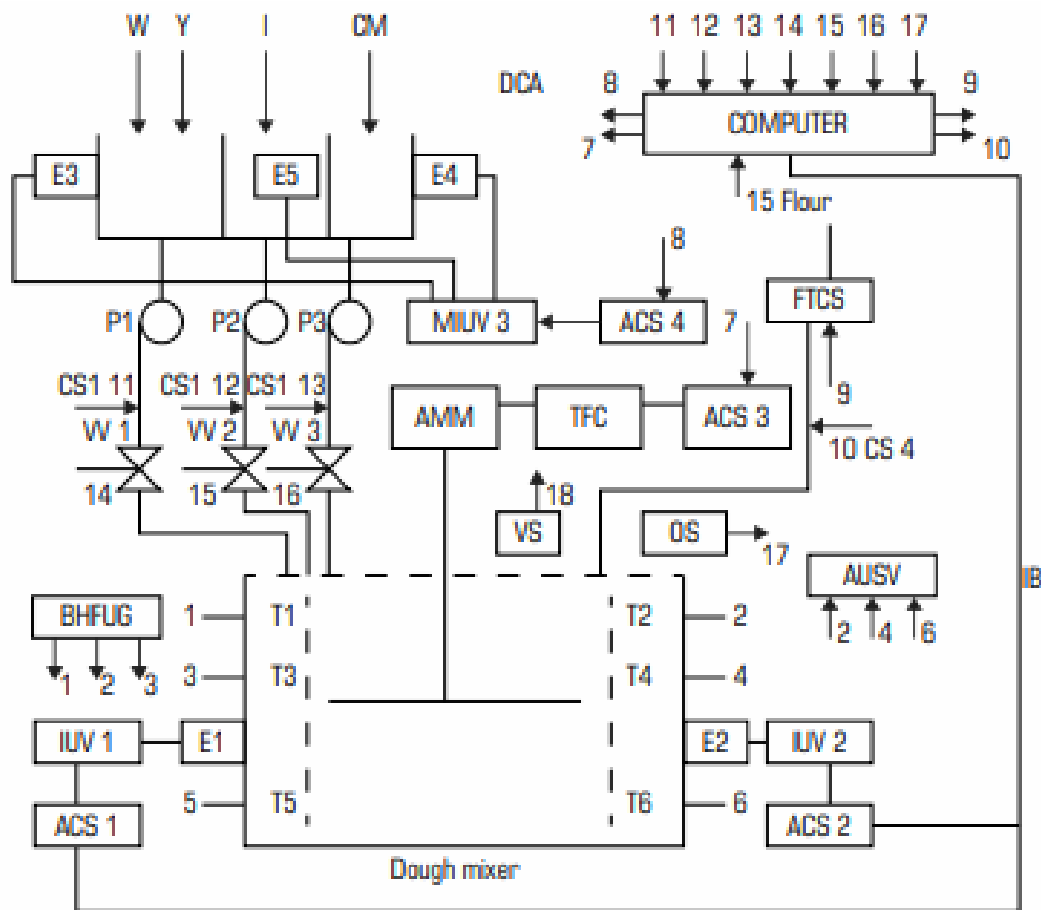 W Y I CM
11 12 13 14 15 16 17
DCA
8 COMPUTER 9
7 10
E3 E5 E4
15 Flour
8
FTCS
P1 P2 P3 MIUV 3 ACS 4 7
9
CS1 11 CS1 12 CS1 13
AMM TFC ACS 3
VV 1 VV 2 VV 3
10 CS 4
14 15 16 18
VS OS
17
AUSV
IB
BHFUG
1 T1 T2 2
2 4 6
1 2 3
3 T3 T4 4
IUV 1 E1 E2 IUV 2
5 T5 T6 6
ACS 1 ACS 2
Dough mixer